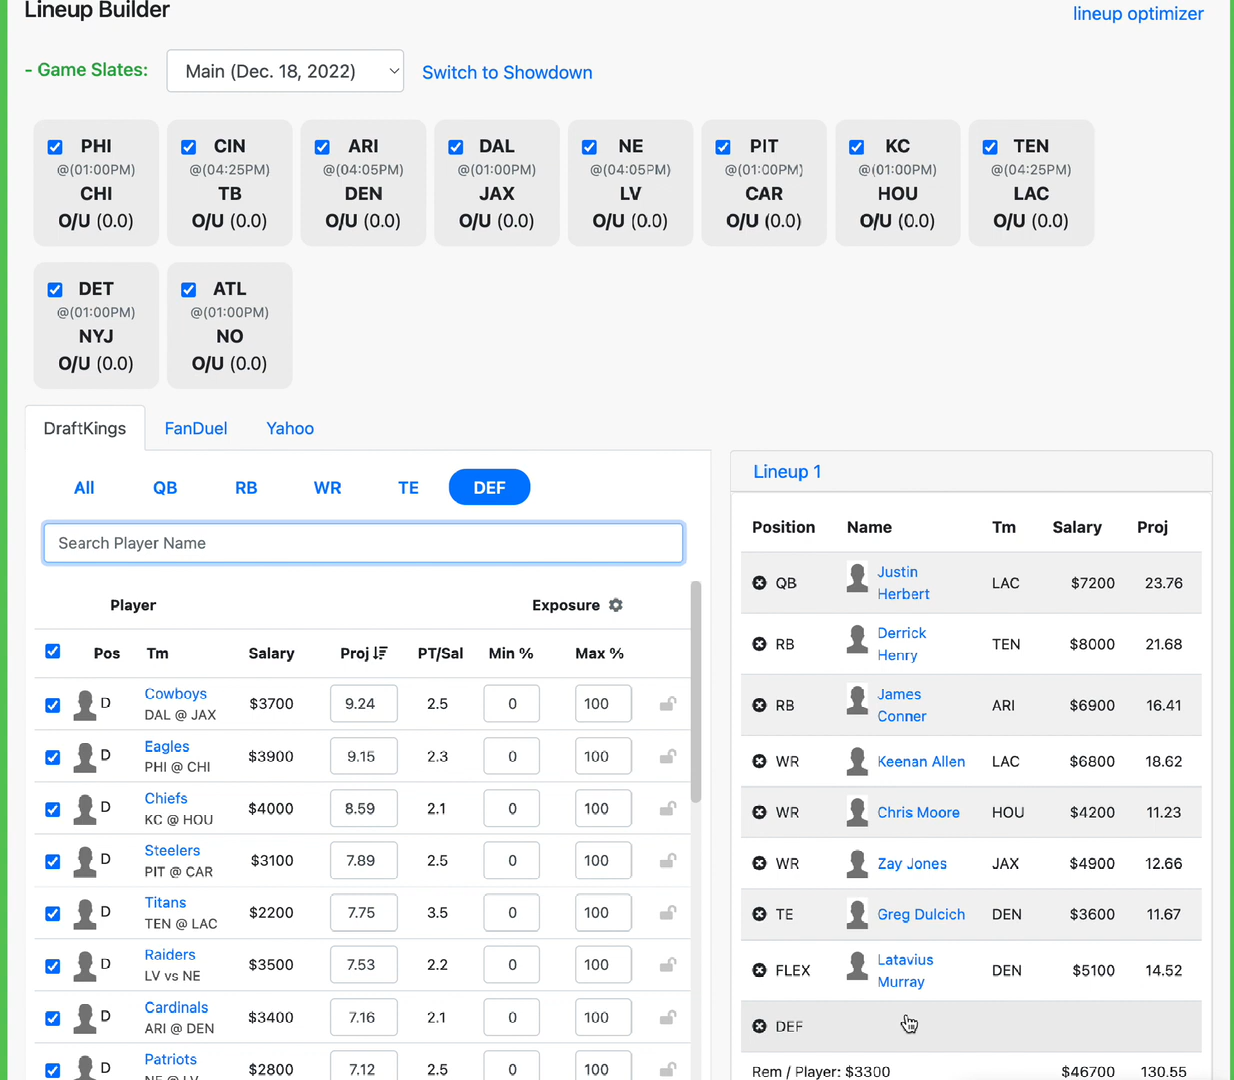 Lineup Builder
lineup optimizer
- Game Slates:
Main (Dec. 18, 2022)
Switch to Showdown
PHI
@(01:00PM)
CHI
O/U (0.0)
CIN
@(04:25PM)
TB
O/U (0.0)
ARI
@(04:05PM)
DEN
O/U (0.0)
DAL
@(01:00PM)
JAX
O/U (0.0)
NE
@(04:05PM)
LV
O/U (0.0)
PIT
@(01:00PM)
CAR
O/U (0.0)
KC
@(01:00PM)
HOU
O/U (0.0)
TEN
@(04:25PM)
LAC
O/U (0.0)
DET
@(01:00PM)
NYJ
O/U (0.0)
ATL
@(01:00PM)
NO
O/U (0.0)
DraftKings FanDuel Yahoo
All QB RB WR TE DEF
Search Player Name
Player Exposure
Pos Tm Salary Proj PT/Sal Min % Max %
D Cowboys $3700 9.24 2.5 0 100
DAL @ JAX
D Eagles $3900 9.15 2.3 0 100
PHI @ CHI
D Chiefs $4000 8.59 2.1 0 100
KC @ HOU
D Steelers $3100 7.89 2.5 0 100
PIT @ CAR
D Titans $2200 7.75 3.5 0 100
TEN @ LAC
D Raiders $3500 7.53 2.2 0 100
LV vs NE
D Cardinals $3400 7.16 2.1 0 100
ARI @ DEN
D Patriots $2800 7.12 2.5 0 100
NE @ LV
Lineup 1
Position Name Tm Salary Proj
QB Justin Herbert LAC $7200 23.76
RB Derrick Henry TEN $8000 21.68
RB James Conner ARI $6900 16.41
WR Keenan Allen LAC $6800 18.62
WR Chris Moore HOU $4200 11.23
WR Zay Jones JAX $4900 12.66
TE Greg Dulcich DEN $3600 11.67
FLEX Latavius Murray DEN $5100 14.52
DEF
Rem / Player: $3300 $46700 130.55